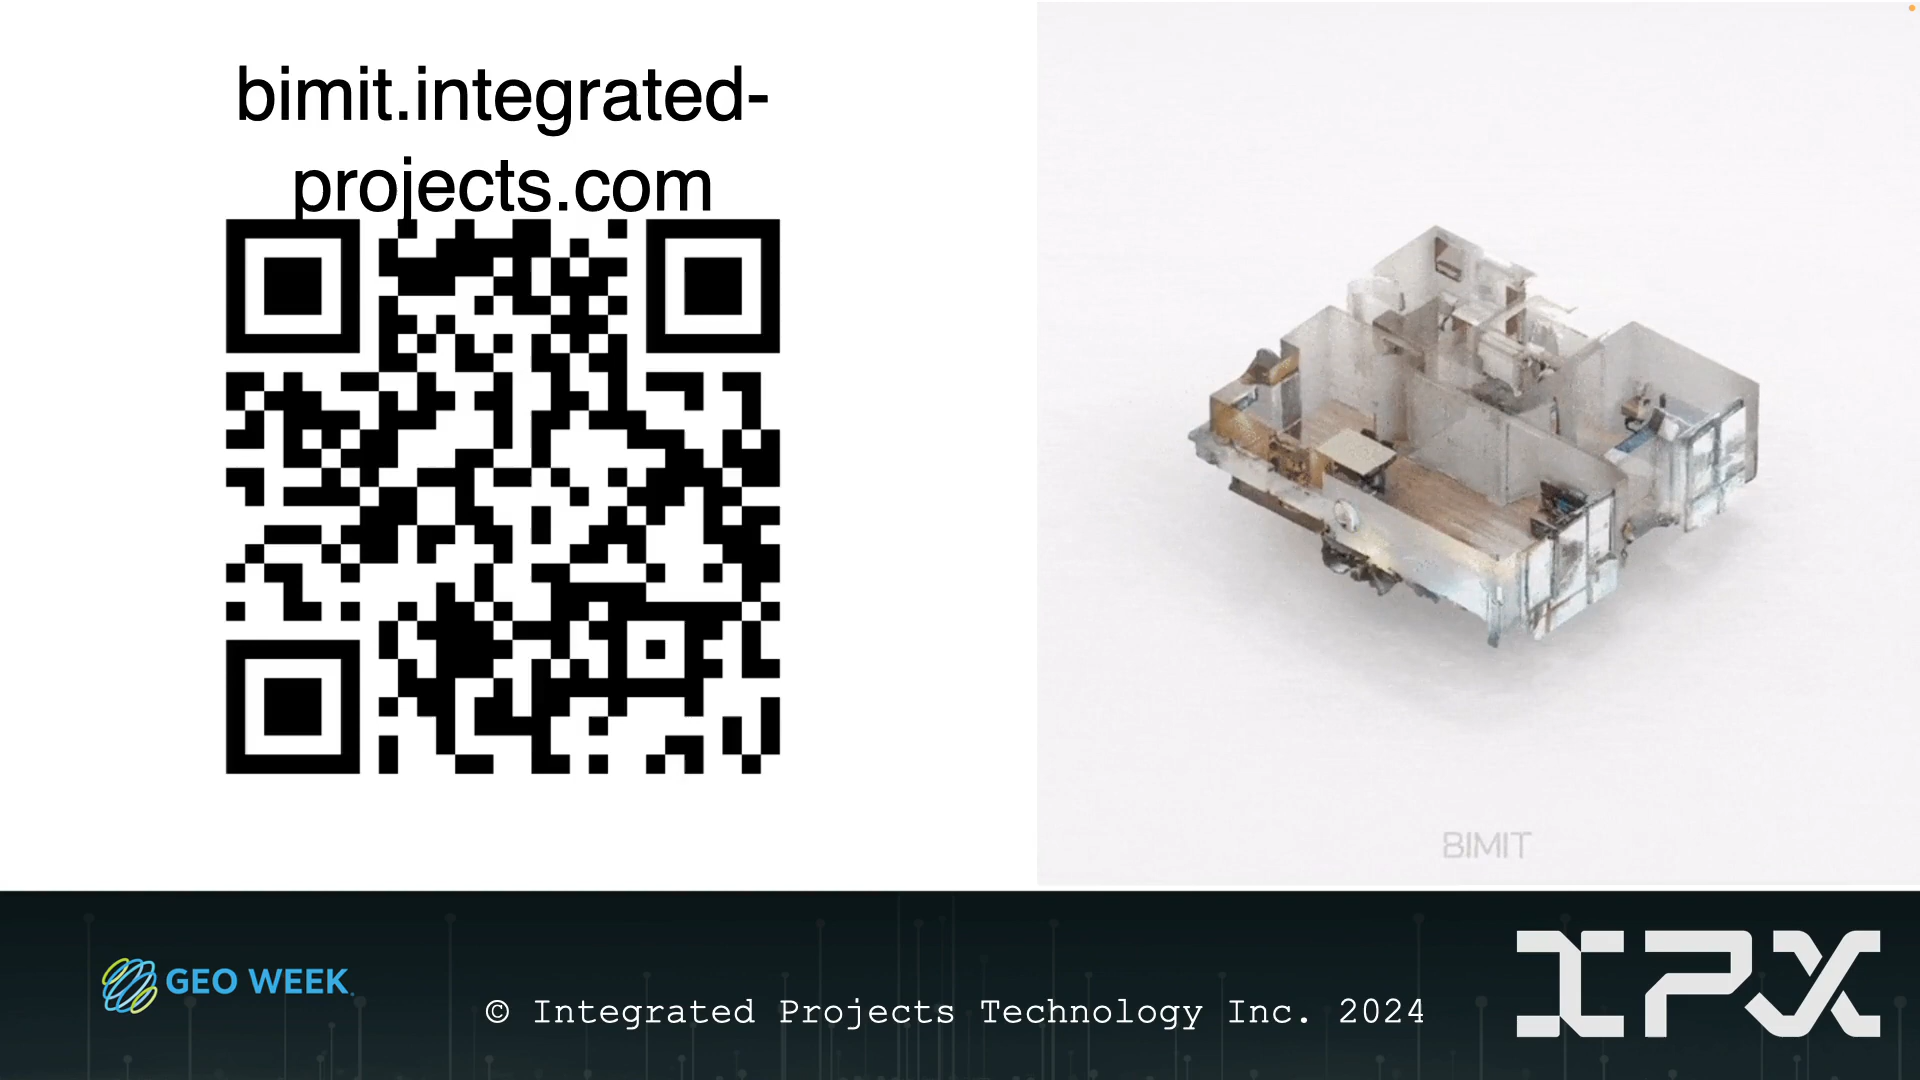 bimit.integrated-
projects.com
BIMIT
GEO WEEK.
© Integrated Projects Technology Inc. 2024
IPX